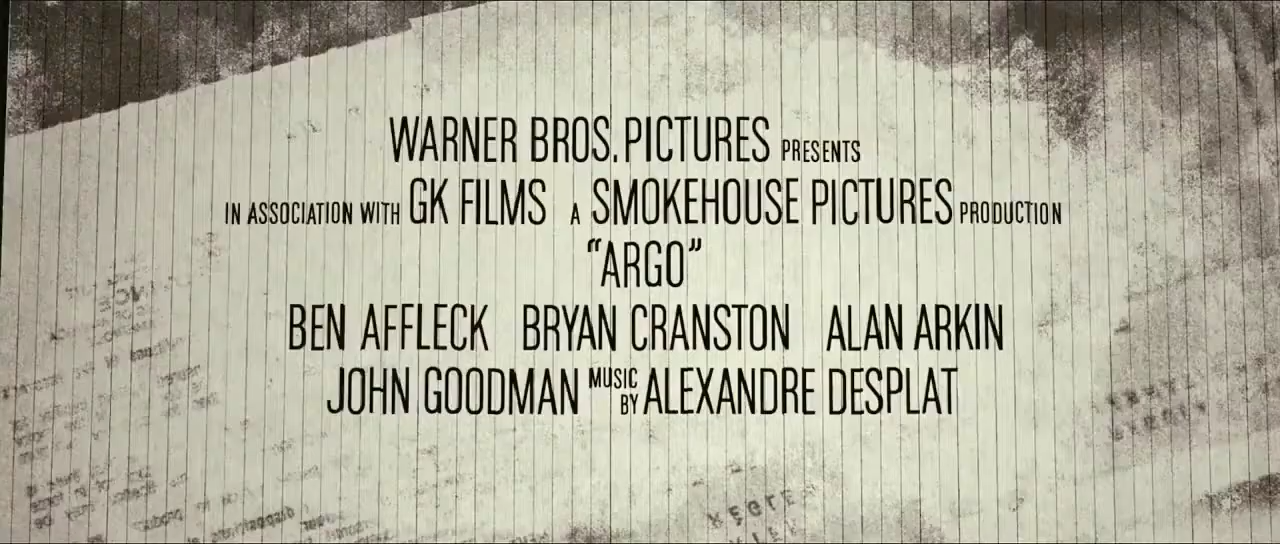 WARNER BROS. PICTURES PRESENTS
IN ASSOCIATION WITH GK FILMS A SMOKEHOUSE PICTURES PRODUCTION
"ARGO"
BEN AFFLECK BRYAN CRANSTON ALAN ARKIN
JOHN GOODMAN MUSIC BY ALEXANDRE DESPLAT